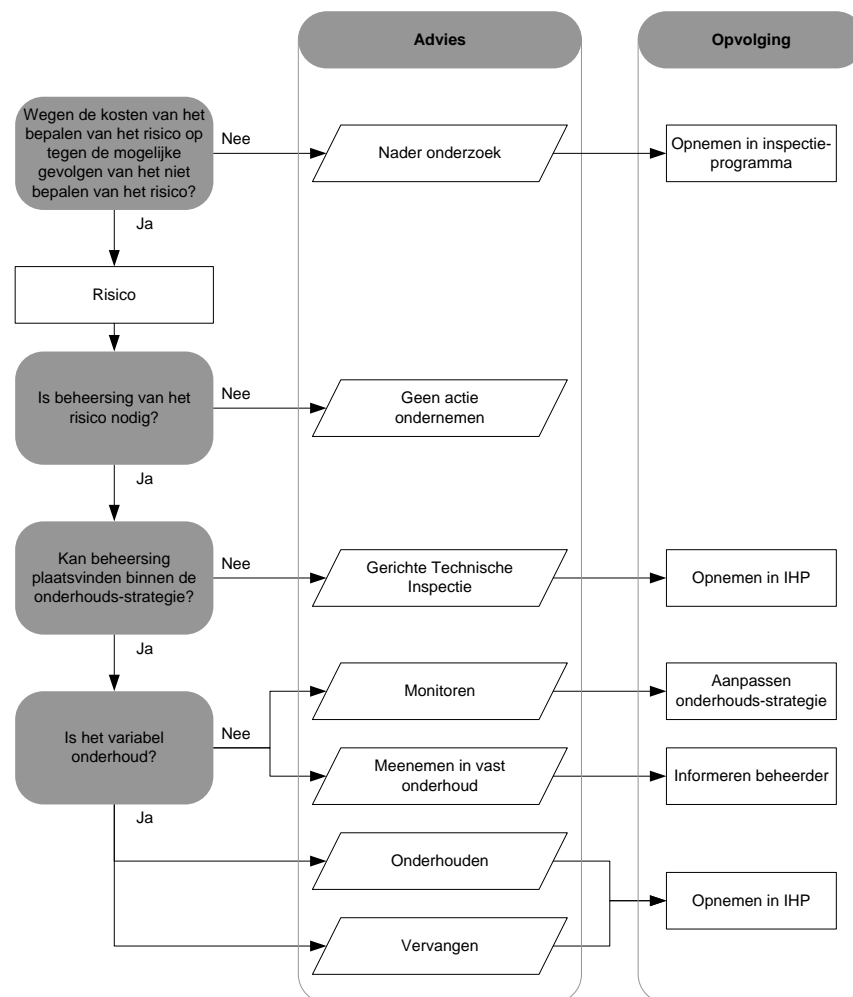 Advies
Opvolging
Wegen de kosten van het
bepalen van het risico op
tegen de mogelijke
gevolgen van het niet
bepalen van het risico?
Nee
Nader onderzoek
Opnemen in inspectie-
programma
Ja
Risico
Is beheersing van het
risico nodig?
Nee
Geen actie
ondernemen
Ja
Kan beheersing
plaatsvinden binnen de
onderhouds-strategie?
Nee
Gerichte Technische
Inspectie
Opnemen in IHP
Ja
Is het variabel
onderhoud?
Nee
Monitoren
Aanpassen
onderhouds-strategie
Meenemen in vast
onderhoud
Informeren beheerder
Ja
Onderhouden
Opnemen in IHP
Vervangen